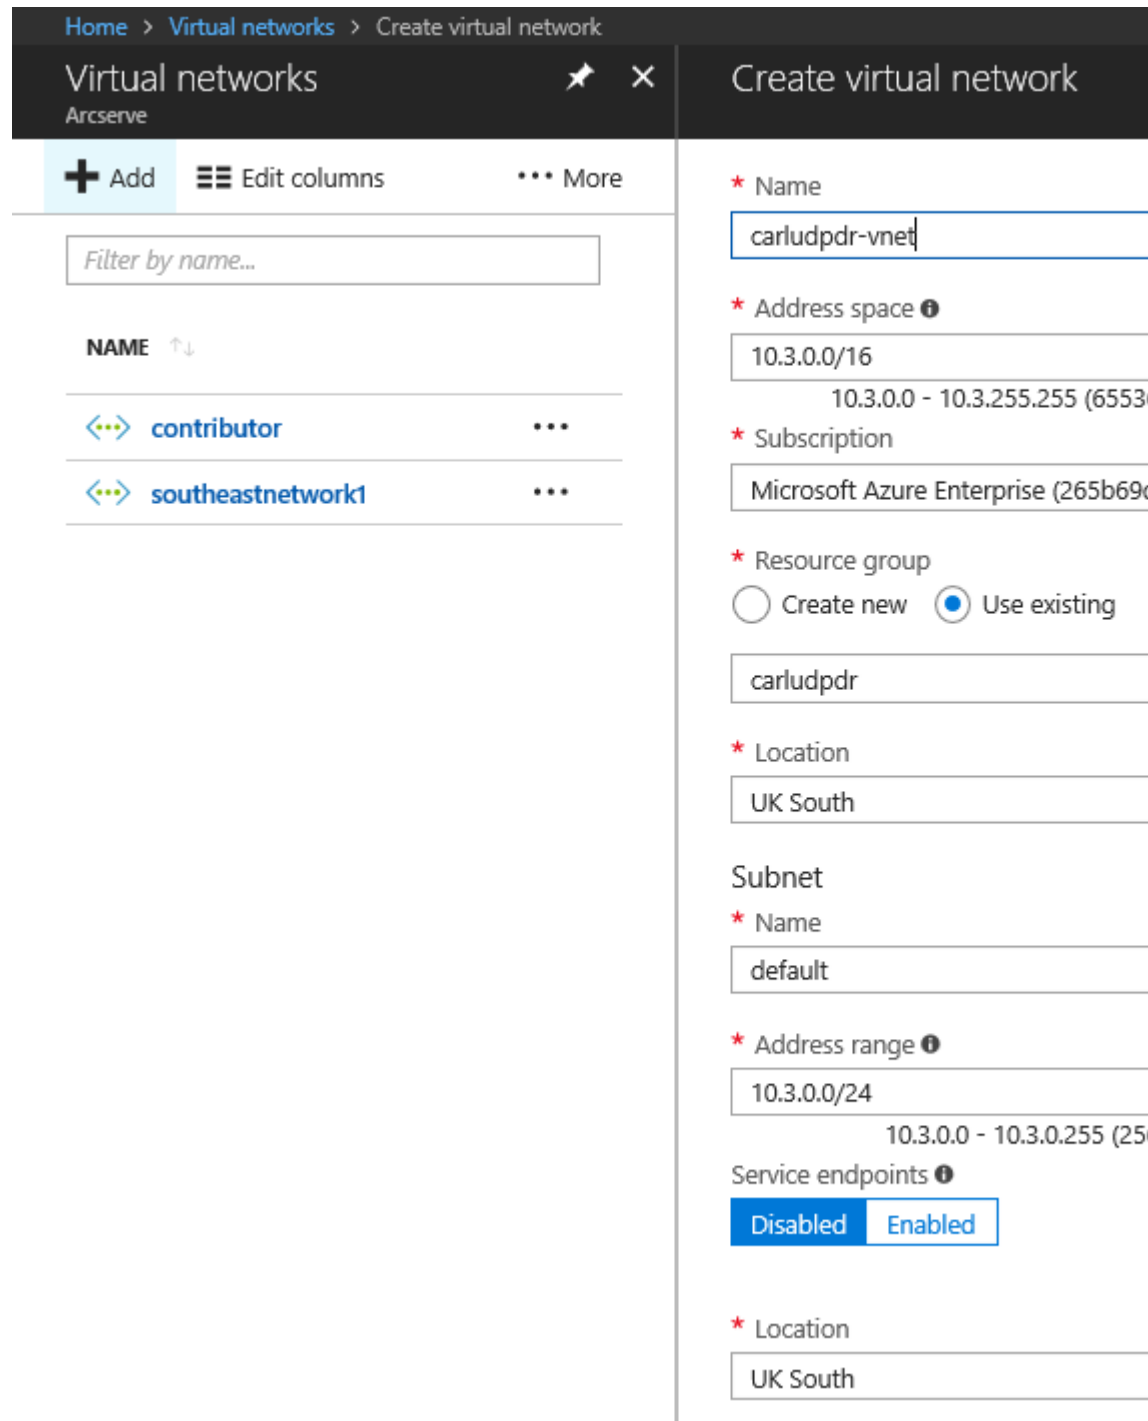 Home > Virtual networks > Create virtual network
Virtual networks
Arcserve
Add
Edit columns
••• More
Filter by name...
NAME ↑↓
contributor •••
southeastnetwork1 •••
Create virtual network
* Name
carludpdr-vnet
* Address space
10.3.0.0/16
10.3.0.0 - 10.3.255.255 (6553
* Subscription
Microsoft Azure Enterprise (265b69
* Resource group
Create new Use existing
carludpdr
* Location
UK South
Subnet
* Name
default
* Address range
10.3.0.0/24
10.3.0.0 - 10.3.0.255 (25
Service endpoints
Disabled Enabled
* Location
UK South